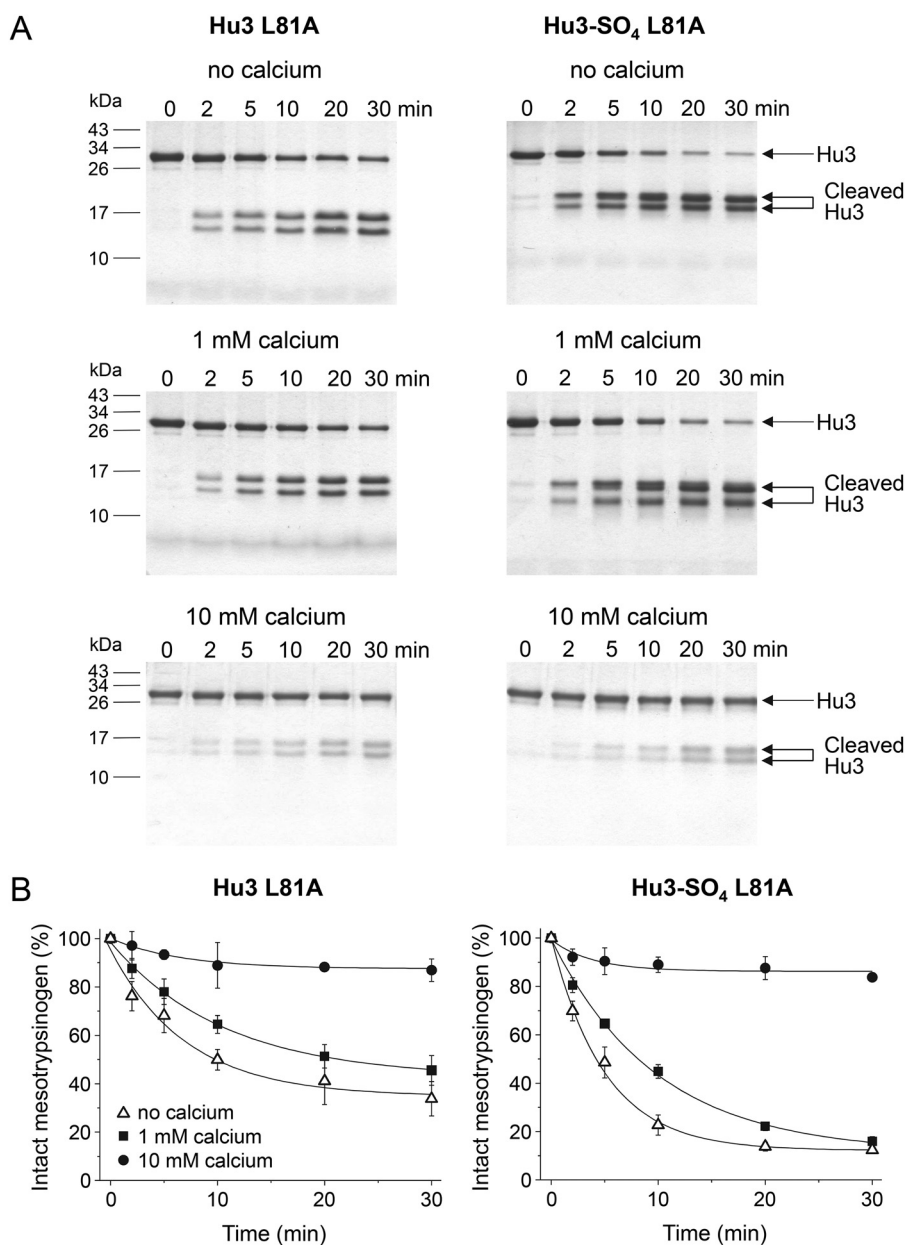 A
Hu3 L81A
Hu3-SO4 L81A
no calcium
no calcium
kDa
0 2 5 10 20 30 min
0 2 5 10 20 30 min
43
34
26
17
10
Hu3
Cleaved
Hu3
1 mM calcium
1 mM calcium
kDa
0 2 5 10 20 30 min
0 2 5 10 20 30 min
43
34
26
17
10
Hu3
Cleaved
Hu3
10 mM calcium
10 mM calcium
kDa
0 2 5 10 20 30 min
0 2 5 10 20 30 min
43
34
26
17
10
Hu3
Cleaved
Hu3
B
Hu3 L81A
Intact mesotrypsinogen (%)
100
80
60
40
20
0
no calcium
1 mM calcium
10 mM calcium
0 10 20 30
Time (min)
Hu3-SO4 L81A
Intact mesotrypsinogen (%)
100
80
60
40
20
0
0 10 20 30
Time (min)